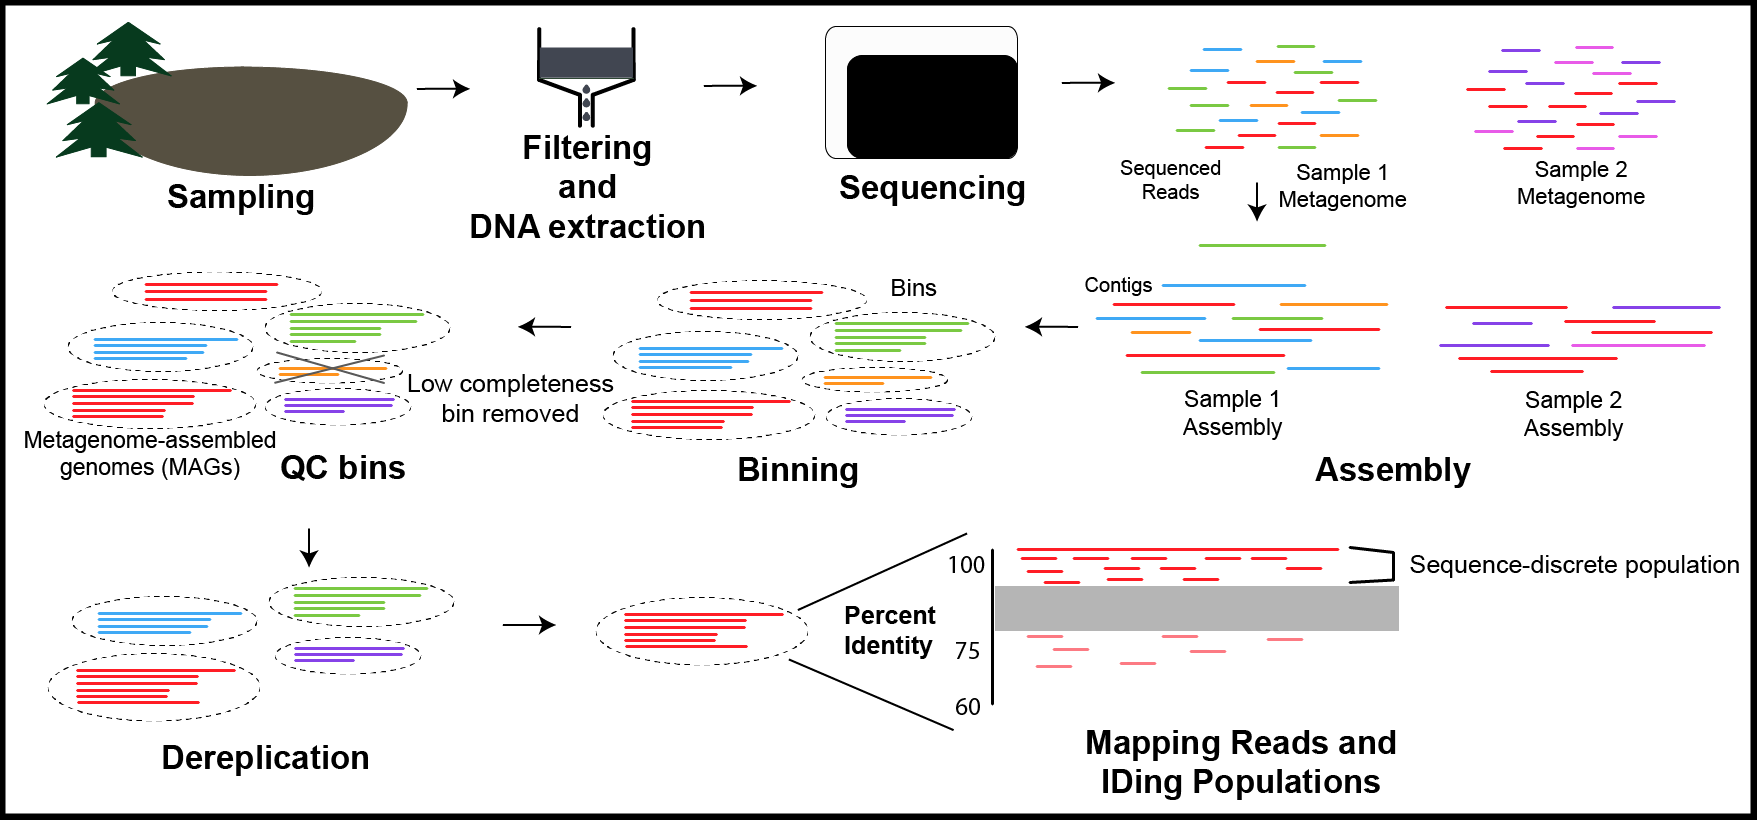 Sampling
Filtering
and
DNA extraction
Sequencing
Sequenced
Reads
Sample 1
Metagenome
Sample 2
Metagenome
Contigs
Sample 1
Assembly
Sample 2
Assembly
Assembly
Bins
Binning
Low completeness
bin removed
Metagenome-assembled
genomes (MAGs)
QC bins
Dereplication
Percent
Identity
100
75
60
Sequence-discrete population
Mapping Reads and
IDing Populations